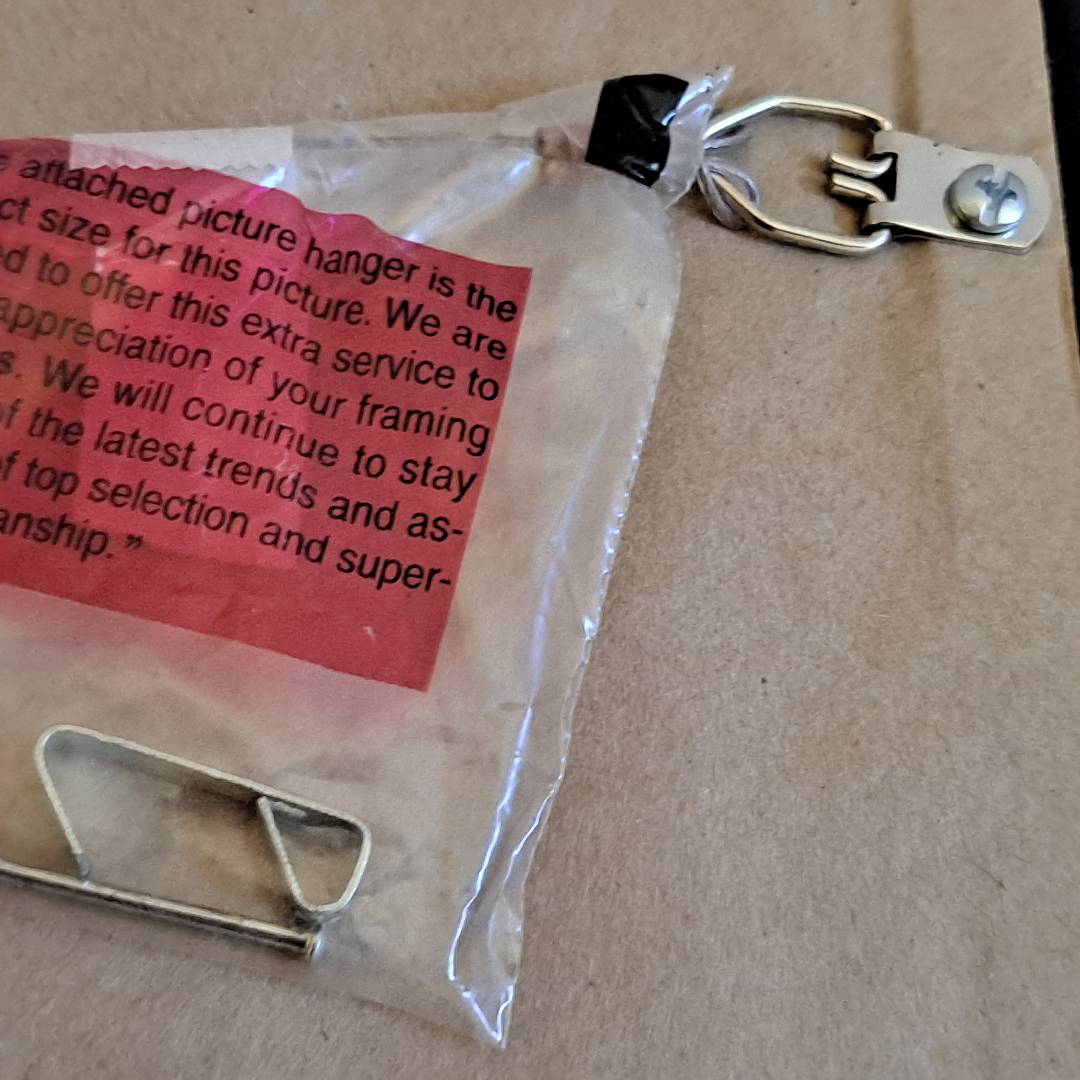 attached picture hanger is the
ct size for this picture. We are
d to offer this extra service to
appreciation of your framing
s. We will continue to stay
f the latest trends and as-
f top selection and super-
anship.”